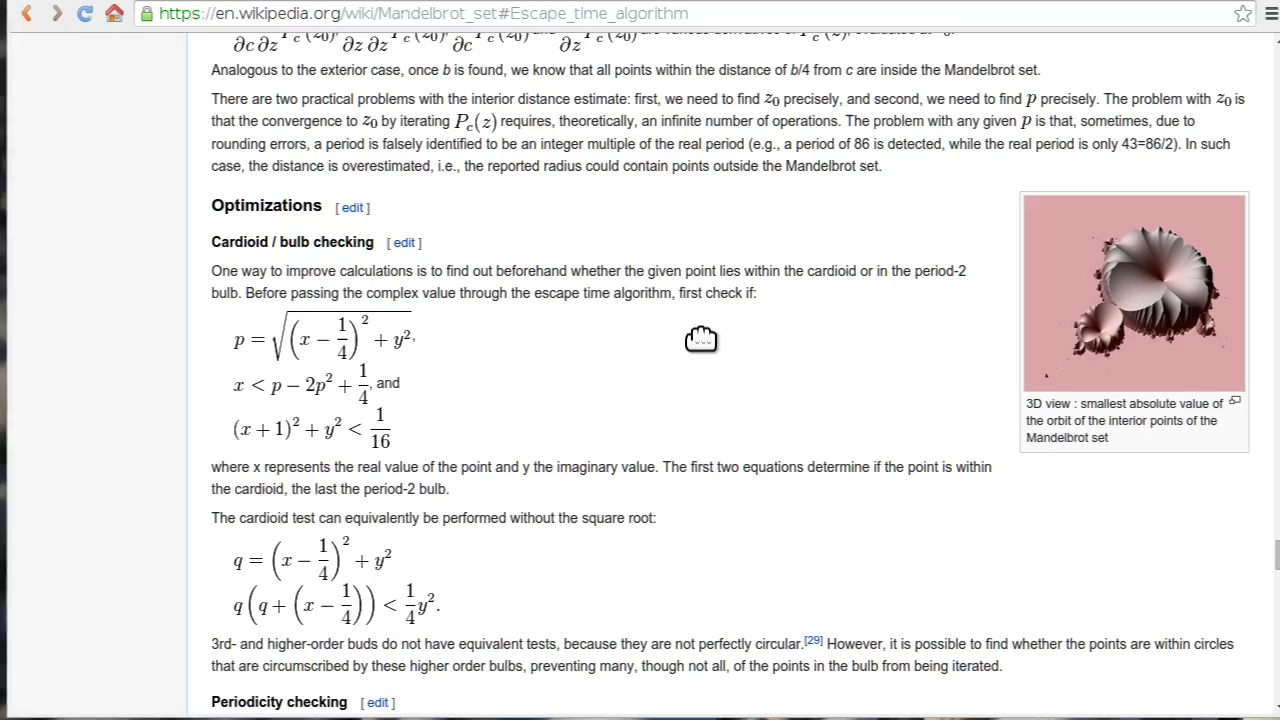 https://en.wikipedia.org/wiki/Mandelbrot_set#Escape_time_algorithm
Analogous to the exterior case, once b is found, we know that all points within the distance of b/4 from c are inside the Mandelbrot set.
There are two practical problems with the interior distance estimate: first, we need to find z₀ precisely, and second, we need to find p precisely. The problem with z₀ is
that the convergence to z₀ by iterating P_c(z) requires, theoretically, an infinite number of operations. The problem with any given p is that, sometimes, due to
rounding errors, a period is falsely identified to be an integer multiple of the real period (e.g., a period of 86 is detected, while the real period is only 43=86/2). In such
case, the distance is overestimated, i.e., the reported radius could contain points outside the Mandelbrot set.
Optimizations [ edit ]
Cardioid / bulb checking [ edit ]
One way to improve calculations is to find out beforehand whether the given point lies within the cardioid or in the period-2
bulb. Before passing the complex value through the escape time algorithm, first check if:
p = √((x − 1/4)² + y²),
x < p − 2p² + 1/4, and
(x + 1)² + y² < 1/16
where x represents the real value of the point and y the imaginary value. The first two equations determine if the point is within
the cardioid, the last the period-2 bulb.
The cardioid test can equivalently be performed without the square root:
q = (x − 1/4)² + y²
q(q + (x − 1/4)) < 1/4 y².
3rd- and higher-order buds do not have equivalent tests, because they are not perfectly circular.[29] However, it is possible to find whether the points are within circles
that are circumscribed by these higher order bulbs, preventing many, though not all, of the points in the bulb from being iterated.
Periodicity checking [ edit ]
3D view : smallest absolute value of
the orbit of the interior points of the
Mandelbrot set